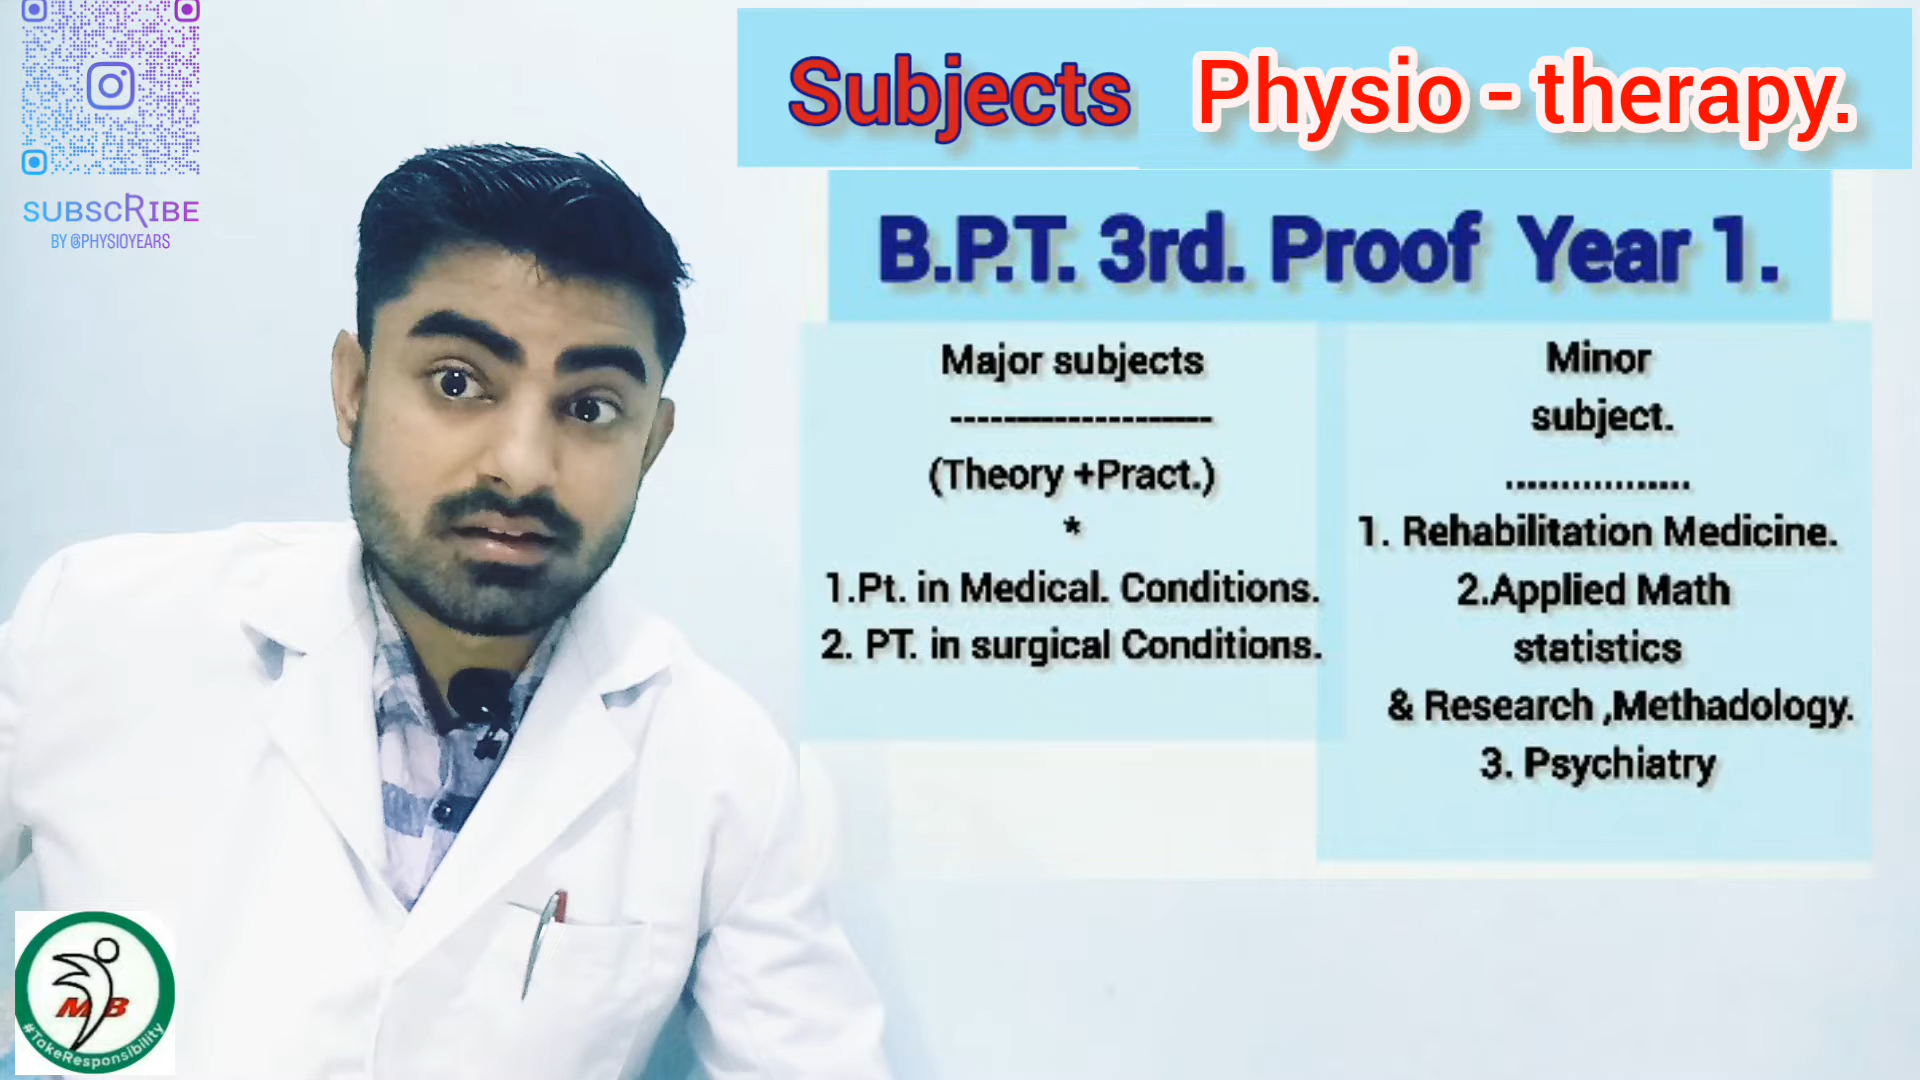 Subjects Physio - therapy.
B.P.T. 3rd. Proof Year 1.
Major subjects
--------------------
(Theory +Pract.)
*
1.Pt. in Medical. Conditions.
2. PT. in surgical Conditions.
Minor
subject.
.................
1. Rehabilitation Medicine.
2.Applied Math
statistics
& Research ,Methadology.
3. Psychiatry
SUBSCRIBE
BY @PHYSIOYEARS
MB
#TakeResponsibility